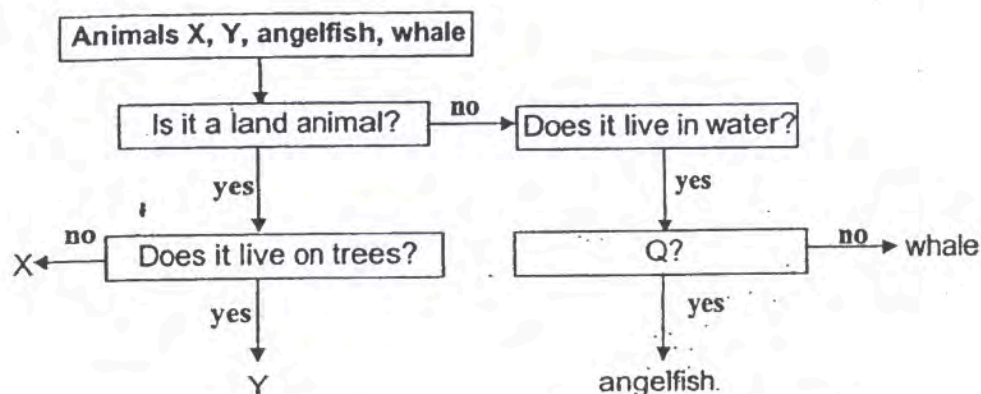 Animals X, Y, angelfish, whale
Is it a land animal?
no
Does it live in water?
yes
yes
no
X
Does it live on trees?
Q?
no
whale
yes
yes
Y
angelfish.